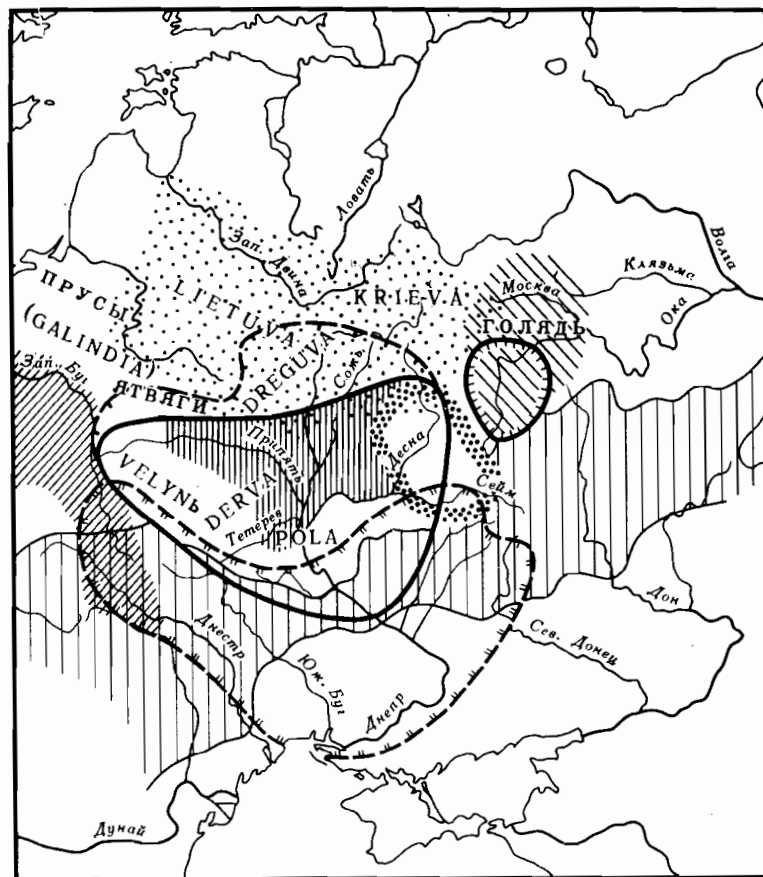 Ловать
Волга
Зап. Двина
Клязьма
Москва
ПРУСЫ
LIETUVA
KRIEVA
Ока
(GALINDIA)
ГОЛЯДЬ
Зап. Буг
ЯТВЯГИ
DREGUVA
Сожь
Припять
Десна
VELYNЬ
DERVA
Сейм
Тетерев
POLA
Дон
Днестр
Сев. Донец
Юж. Буг
Днепр
Дунай